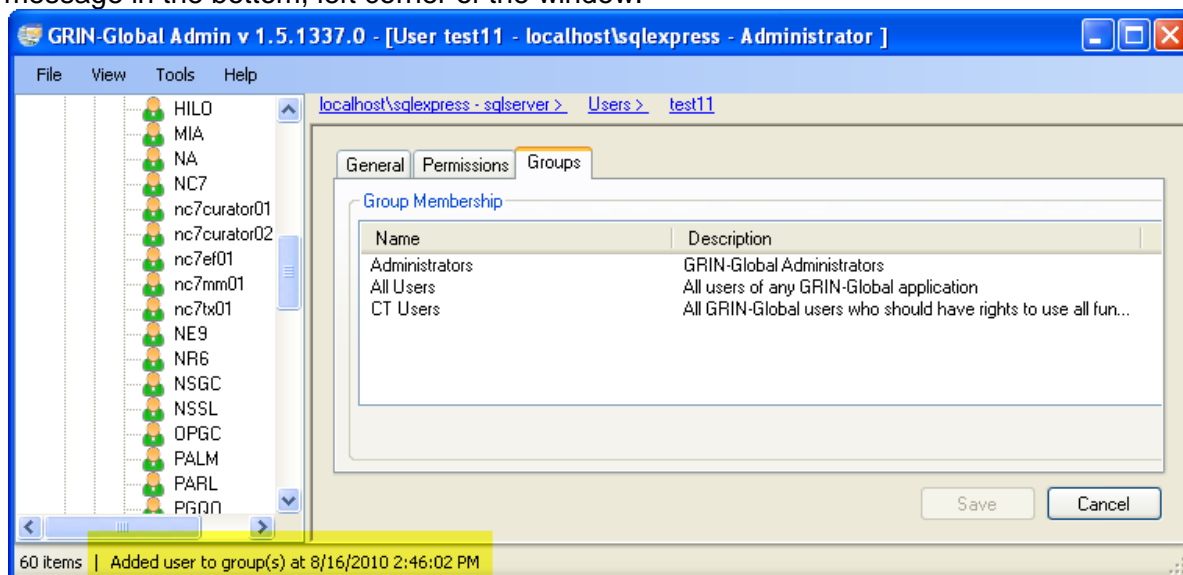 message in the bottom, left corner of the window.
GRIN-Global Admin v 1.5.1337.0 - [User test11 - localhost\sqlexpress - Administrator ]
File View Tools Help
HILO
MIA
NA
NC7
nc7curator01
nc7curator02
nc7ef01
nc7mm01
nc7tx01
NE9
NR6
NSGC
NSSL
OPGC
PALM
PARL
PGQO
localhost\sqlexpress - sqlserver > Users > test11
General Permissions Groups
Group Membership
Name Description
Administrators GRIN-Global Administrators
All Users All users of any GRIN-Global application
CT Users All GRIN-Global users who should have rights to use all fun...
Save Cancel
60 items | Added user to group(s) at 8/16/2010 2:46:02 PM